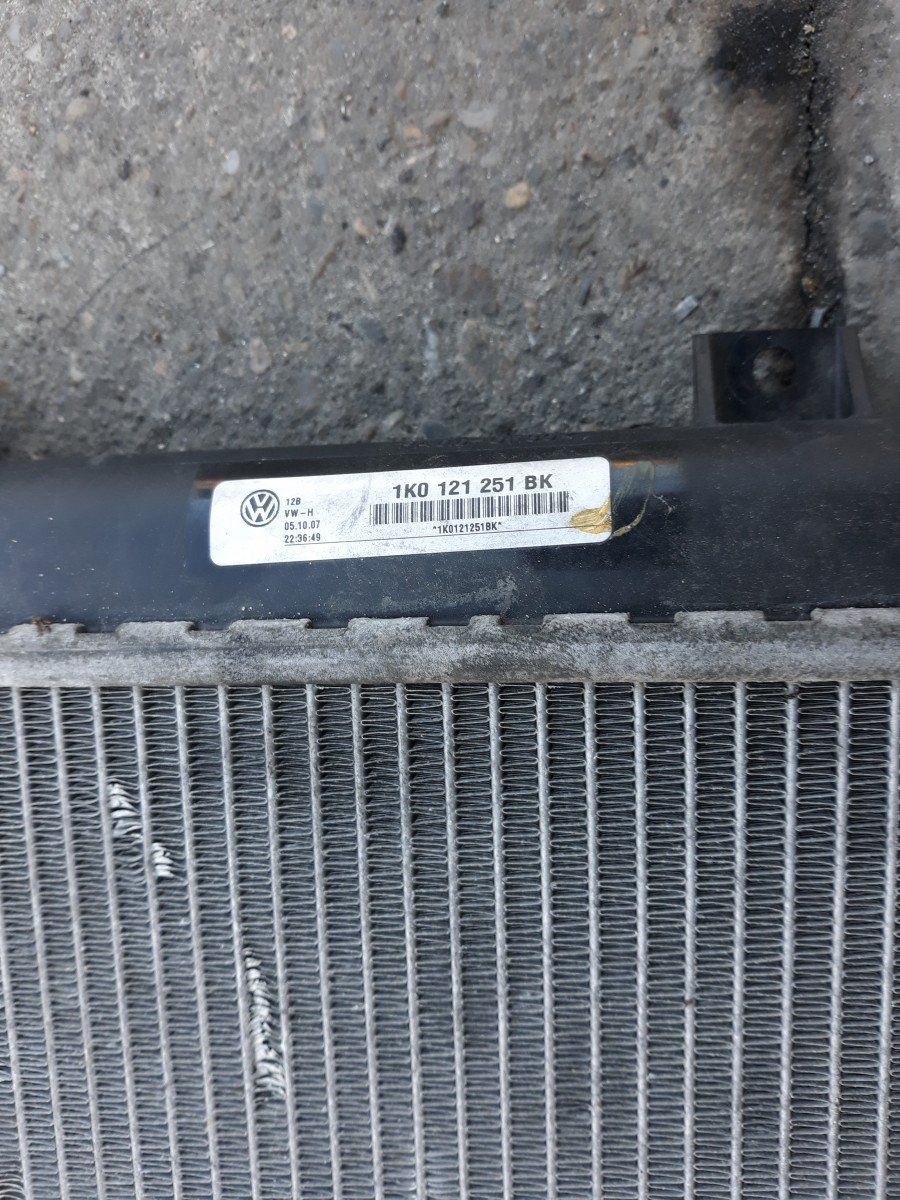 12B
VW-H
05.10.07
22:36:49
1K0 121 251 BK
*1K0121251BK*